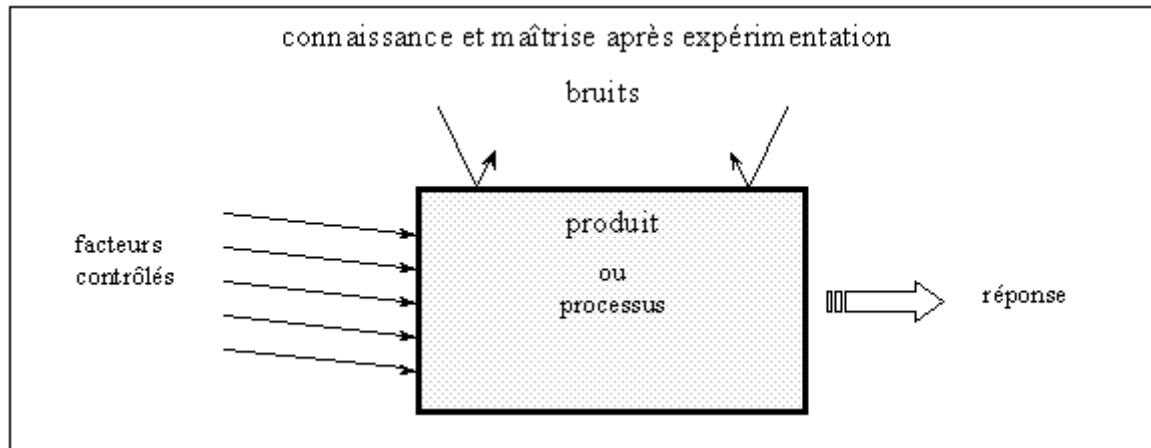 connaissance et maîtrise après expérimentation
bruits
produit
ou
processus
facteurs
contrôlés
réponse